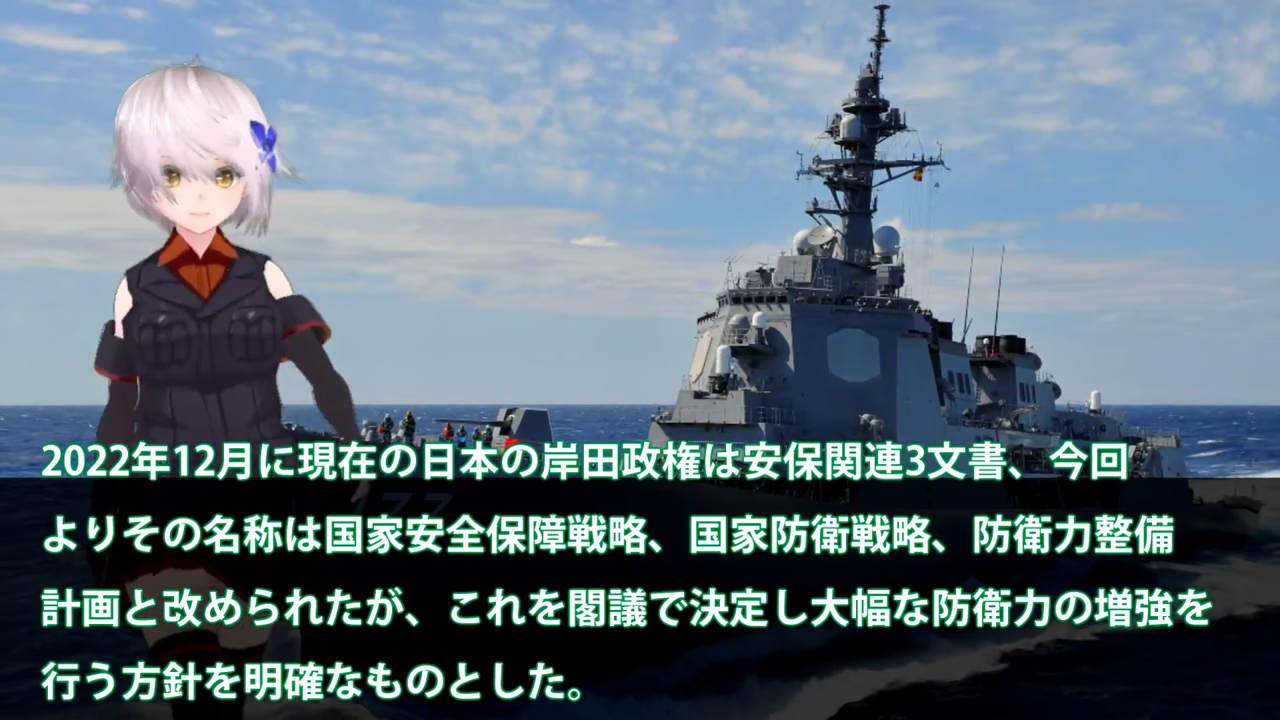 2022年12月に現在の日本の岸田政権は安保関連3文書、今回
よりその名称は国家安全保障戦略、国家防衛戦略、防衛力整備
計画と改められたが、これを閣議で決定し大幅な防衛力の増強を
行う方針を明確なものとした。
77